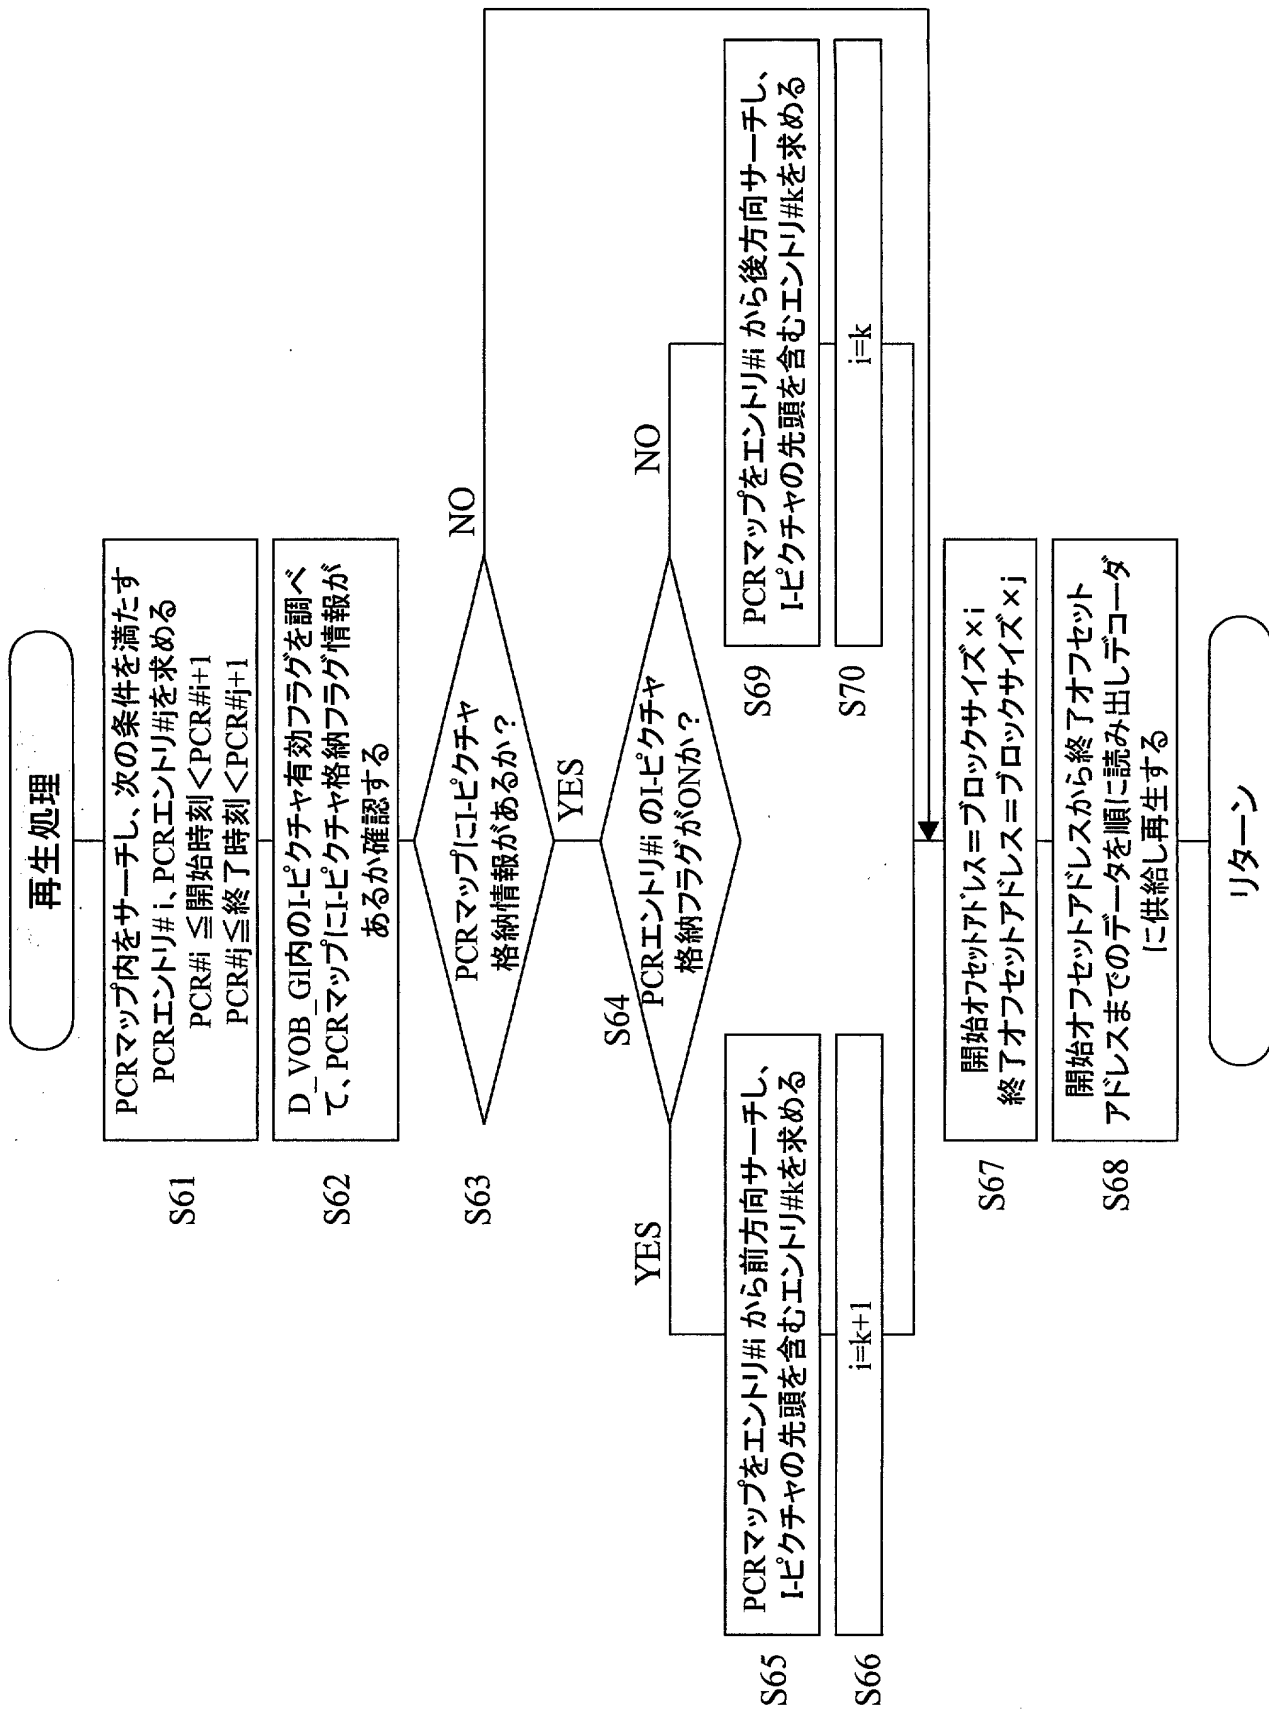 再生処理
S61
PCRマップ内をサーチし、次の条件を満たす
PCRエントリ#i、PCRエントリ#jを求める
PCR#i≦開始時刻<PCR#i+1
PCR#j≦終了時刻<PCR#j+1
S62
D_VOB_GI内のI-ピクチャ有効フラグを調べ
て、PCRマップにI-ピクチャ格納フラグ情報が
あるか確認する
S63
PCRマップにI-ピクチャ
格納情報があるか？
NO
YES
S64
PCRエントリ#iのI-ピクチャ
格納フラグがONか？
YES
NO
S65
PCRマップをエントリ#iから前方向サーチし、
I-ピクチャの先頭を含むエントリ#kを求める
S66
i=k+1
S69
PCRマップをエントリ#iから後方向サーチし、
I-ピクチャの先頭を含むエントリ#kを求める
S70
i=k
S67
開始オフセットアドレス=ブロックサイズ×i
終了オフセットアドレス=ブロックサイズ×j
S68
開始オフセットアドレスから終了オフセット
アドレスまでのデータを順に読み出しデコーダ
に供給し再生する
リターン